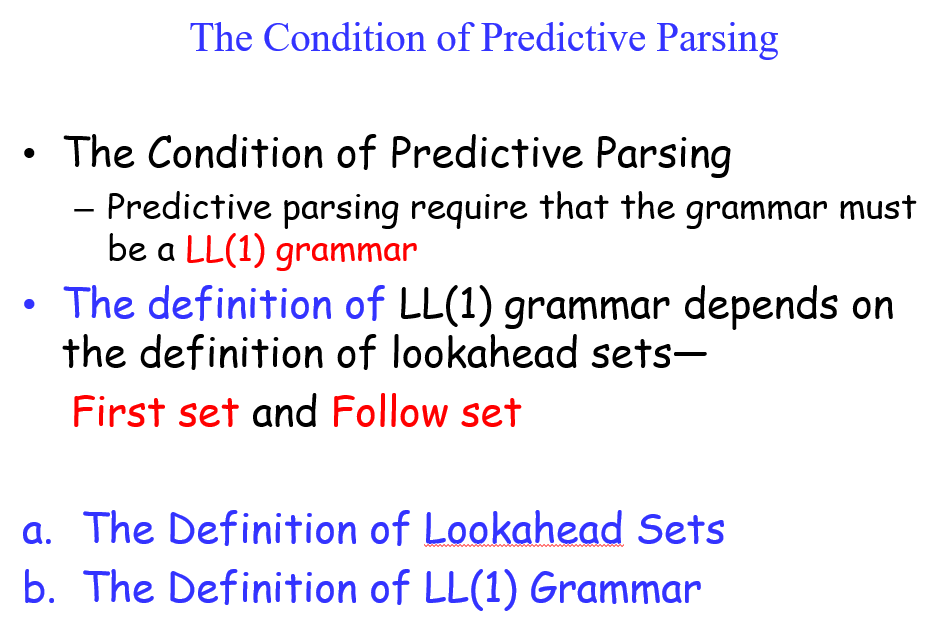 The Condition of Predictive Parsing
• The Condition of Predictive Parsing
– Predictive parsing require that the grammar must
be a LL(1) grammar
• The definition of LL(1) grammar depends on
the definition of lookahead sets—
First set and Follow set
a. The Definition of Lookahead Sets
b. The Definition of LL(1) Grammar